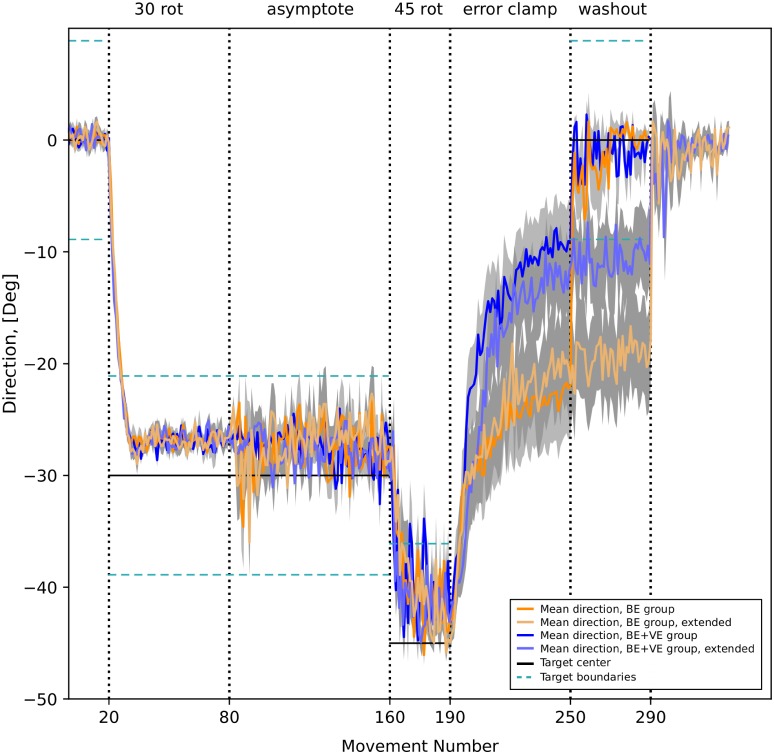 30 rot asymptote 45 rot error clamp washout
0
−10
−20
−30
−40
−50
Direction, [Deg]
Mean direction, BE group
Mean direction, BE group, extended
Mean direction, BE+VE group
Mean direction, BE+VE group, extended
Target center
Target boundaries
20 80 160 190 250 290
Movement Number